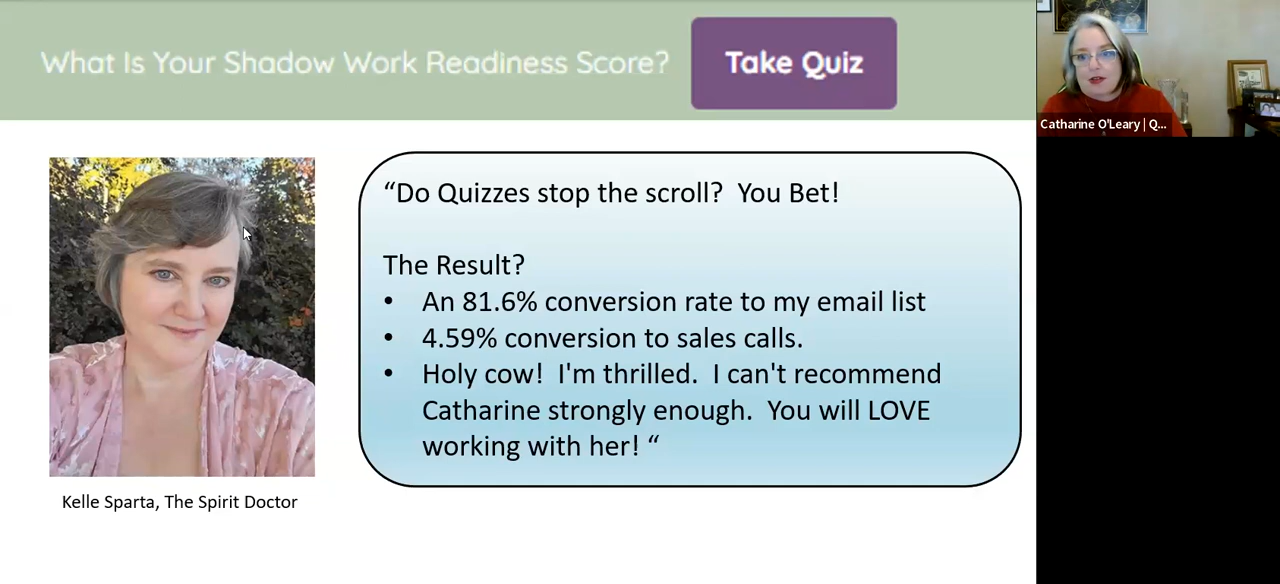 What Is Your Shadow Work Readiness Score?
Take Quiz
Catharine O'Leary | Q...
“Do Quizzes stop the scroll?  You Bet!
The Result?
• An 81.6% conversion rate to my email list
• 4.59% conversion to sales calls.
• Holy cow!  I'm thrilled.  I can't recommend
Catharine strongly enough.  You will LOVE
working with her! “
Kelle Sparta, The Spirit Doctor